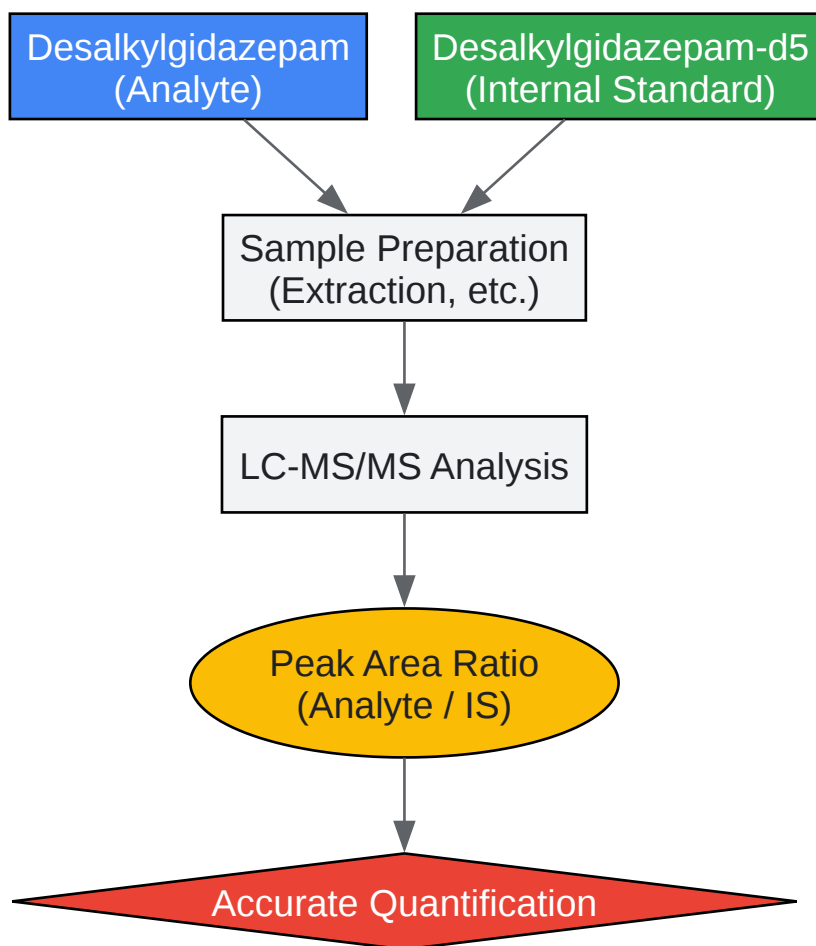 Desalkylgidazepam
(Analyte)
Desalkylgidazepam-d5
(Internal Standard)
Sample Preparation
(Extraction, etc.)
LC-MS/MS Analysis
Peak Area Ratio
(Analyte / IS)
Accurate Quantification